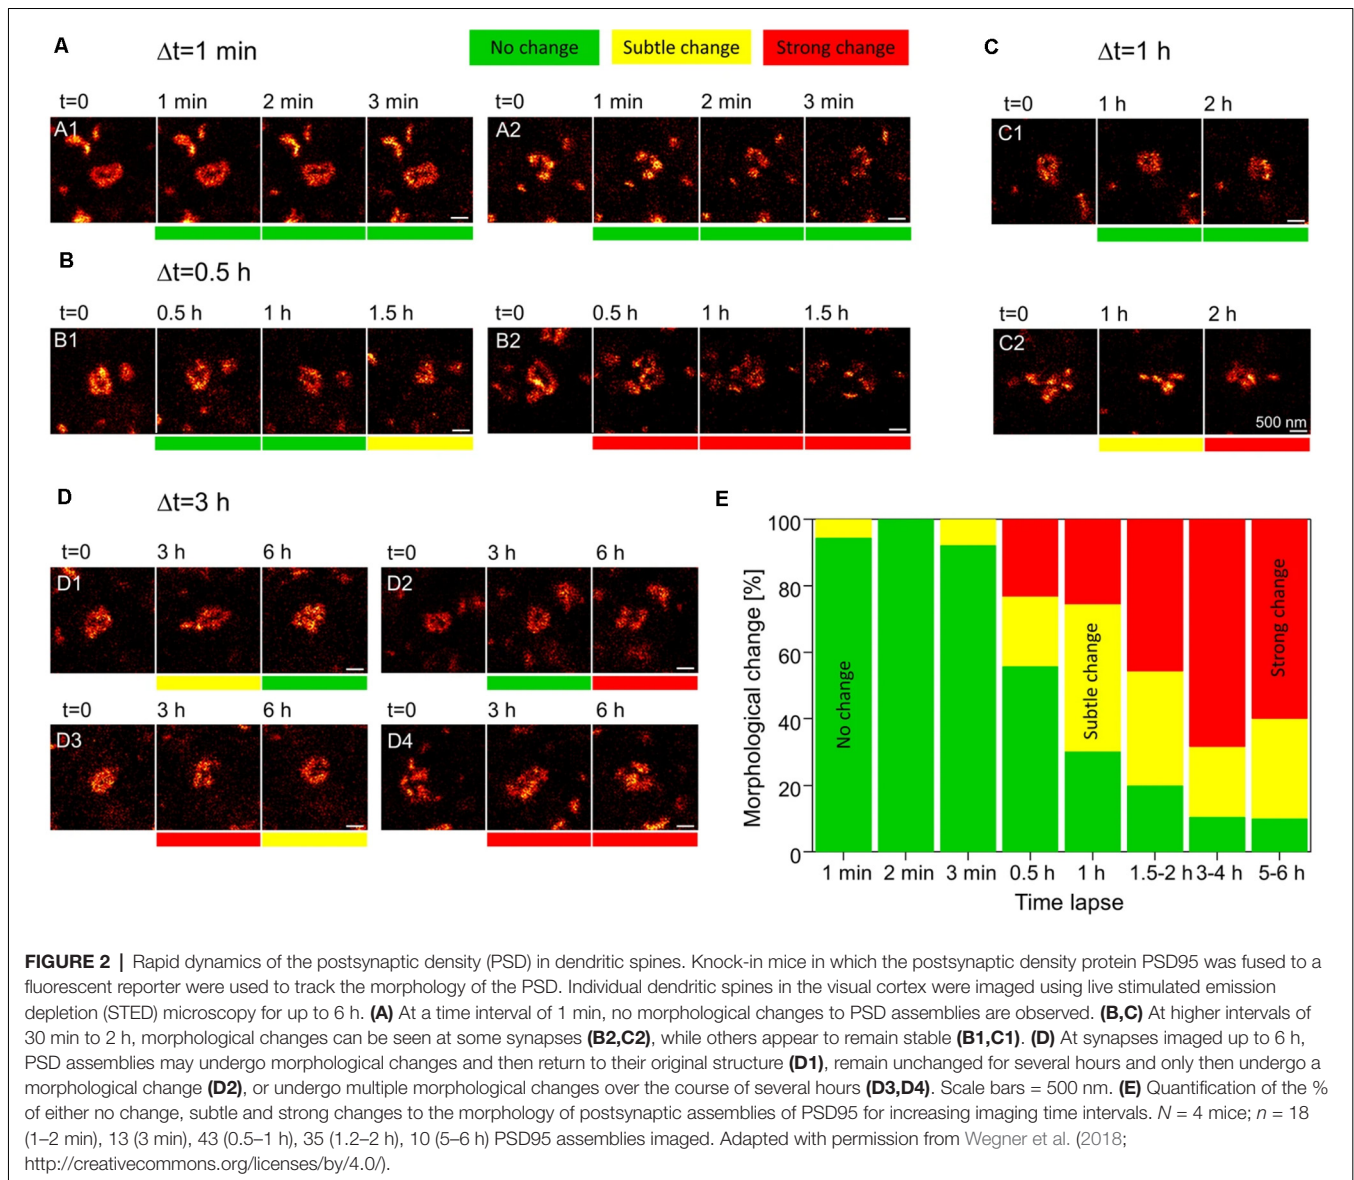 A
Δt=1 min
No change
Subtle change
Strong change
C
Δt=1 h
t=0 1 min 2 min 3 min
t=0 1 min 2 min 3 min
t=0 1 h 2 h
A1
A2
C1
B
Δt=0.5 h
t=0 0.5 h 1 h 1.5 h
t=0 0.5 h 1 h 1.5 h
t=0 1 h 2 h
B1
B2
C2
500 nm
D
Δt=3 h
t=0 3 h 6 h
t=0 3 h 6 h
D1
D2
t=0 3 h 6 h
t=0 3 h 6 h
D3
D4
E
Morphological change [%]
100
80
60
40
20
0
No change
Subtle change
Strong change
1 min 2 min 3 min 0.5 h 1 h 1.5-2 h 3-4 h 5-6 h
Time lapse
FIGURE 2 | Rapid dynamics of the postsynaptic density (PSD) in dendritic spines. Knock-in mice in which the postsynaptic density protein PSD95 was fused to a
fluorescent reporter were used to track the morphology of the PSD. Individual dendritic spines in the visual cortex were imaged using live stimulated emission
depletion (STED) microscopy for up to 6 h. (A) At a time interval of 1 min, no morphological changes to PSD assemblies are observed. (B,C) At higher intervals of
30 min to 2 h, morphological changes can be seen at some synapses (B2,C2), while others appear to remain stable (B1,C1). (D) At synapses imaged up to 6 h,
PSD assemblies may undergo morphological changes and then return to their original structure (D1), remain unchanged for several hours and only then undergo a
morphological change (D2), or undergo multiple morphological changes over the course of several hours (D3,D4). Scale bars = 500 nm. (E) Quantification of the %
of either no change, subtle and strong changes to the morphology of postsynaptic assemblies of PSD95 for increasing imaging time intervals. N = 4 mice; n = 18
(1–2 min), 13 (3 min), 43 (0.5–1 h), 35 (1.2–2 h), 10 (5–6 h) PSD95 assemblies imaged. Adapted with permission from Wegner et al. (2018;
http://creativecommons.org/licenses/by/4.0/).